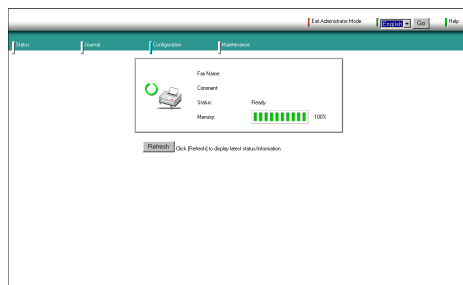 Exit Administrator Mode
English
Go
Help
Status
Journal
Configuration
Maintenance
Fax Name:
Comment
Status: Ready
Memory: 100%
Refresh Click [Refresh] to display latest status/information.